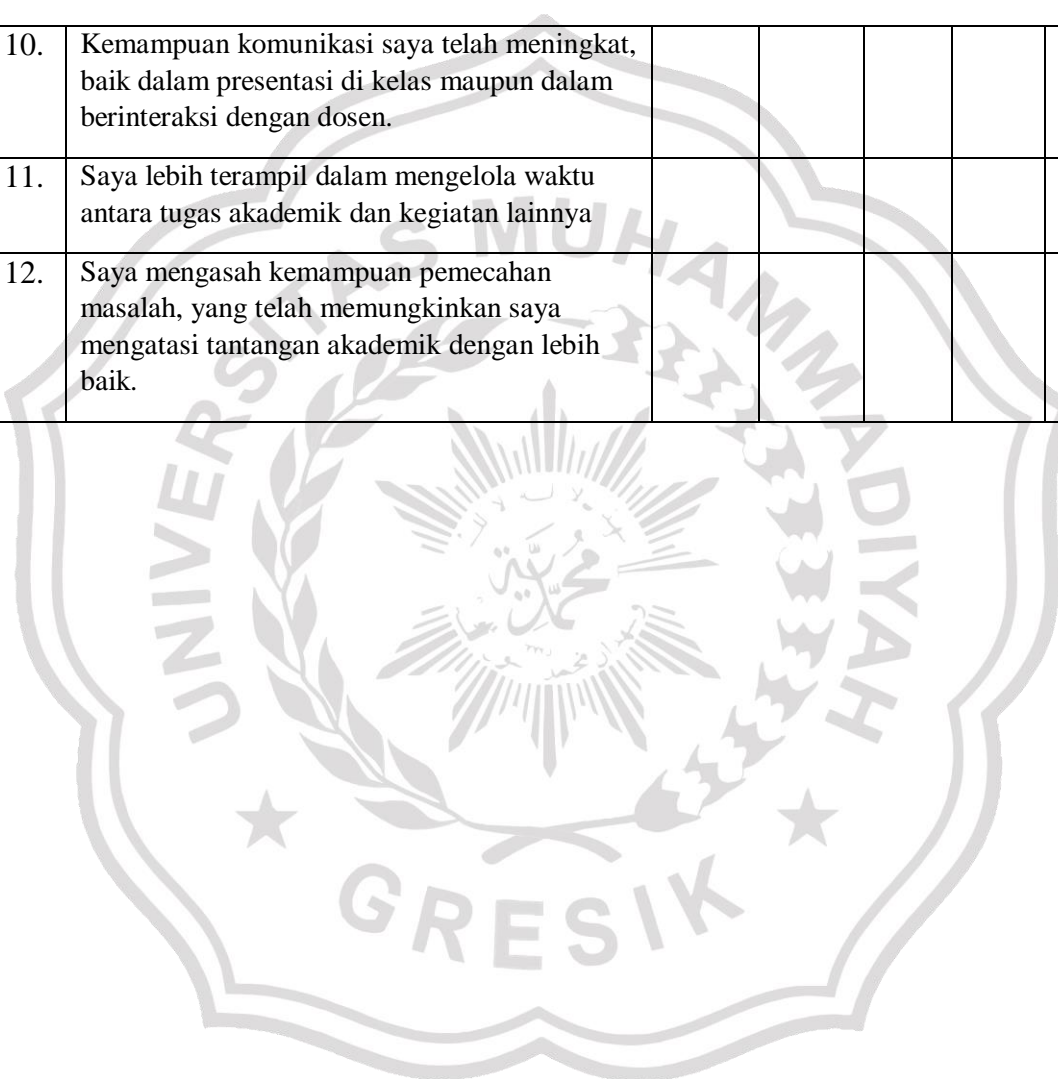 10. Kemampuan komunikasi saya telah meningkat,
baik dalam presentasi di kelas maupun dalam
berinteraksi dengan dosen.
11. Saya lebih terampil dalam mengelola waktu
antara tugas akademik dan kegiatan lainnya
12. Saya mengasah kemampuan pemecahan
masalah, yang telah memungkinkan saya
mengatasi tantangan akademik dengan lebih
baik.
UNIVERSITAS MUHAMMADIYAH
محمدية
GRESIK